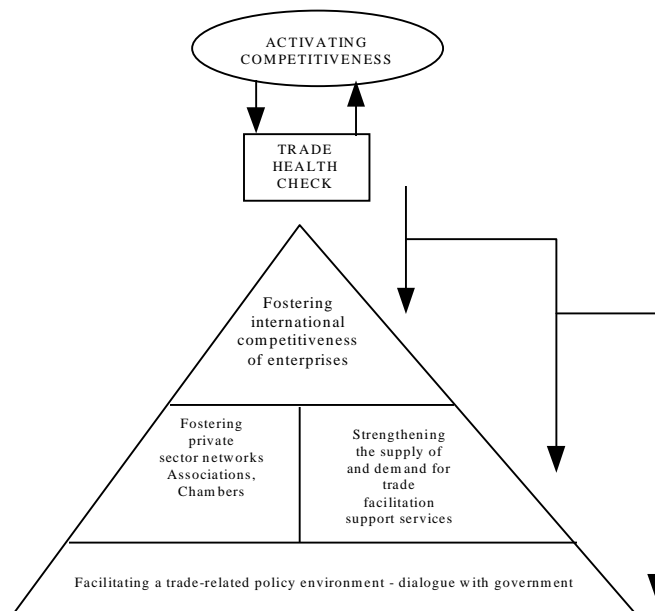 ACTIVATING
COMPETITIVENESS
TRADE
HEALTH
CHECK
Fostering
international
competitiveness
of enterprises
Fostering
private
sector networks
Associations,
Chambers
Strengthening
the supply of
and demand for
trade
facilitation
support services
Facilitating a trade-related policy environment - dialogue with government